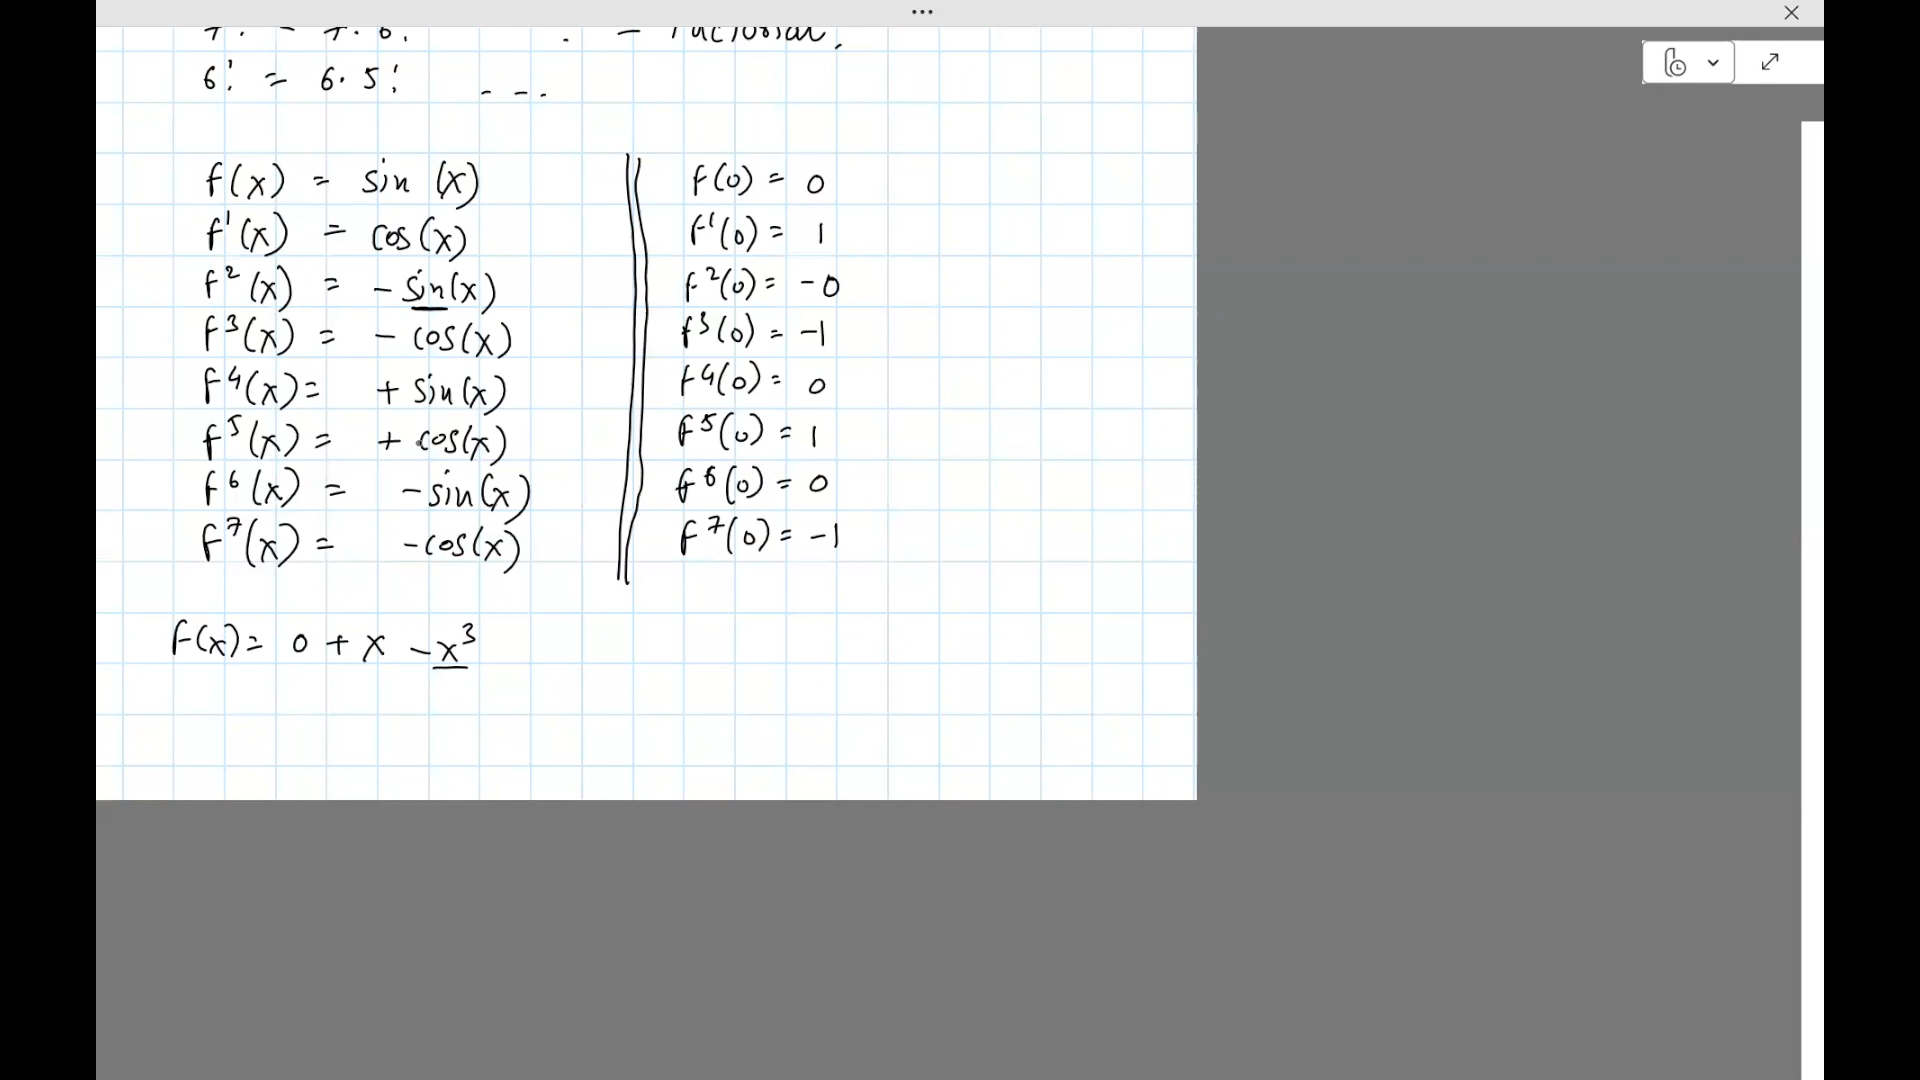 6! = 6. 5! - - -.
f(x) = sin (x)
f'(x) = cos(x)
f²(x) = - sin(x)
f³(x) = - cos(x)
f⁴(x) = + sin(x)
f⁵(x) = + cos(x)
f⁶(x) = - sin(x)
f⁷(x) = - cos(x)
f(0) = 0
f'(0) = 1
f²(0) = -0
f³(0) = -1
f⁴(0) = 0
f⁵(0) = 1
f⁶(0) = 0
f⁷(0) = -1
f(x) = 0 + x - x³